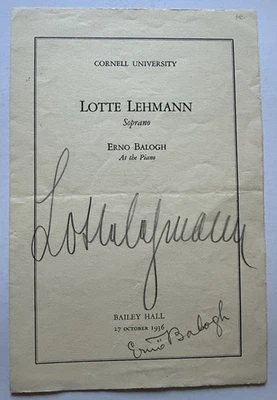 CORNELL UNIVERSITY
LOTTE LEHMANN
Soprano
ERNO BALOGH
At the Piano
Lotte Lehmann
BAILEY HALL
27 OCTOBER 1936
Ernö Balogh